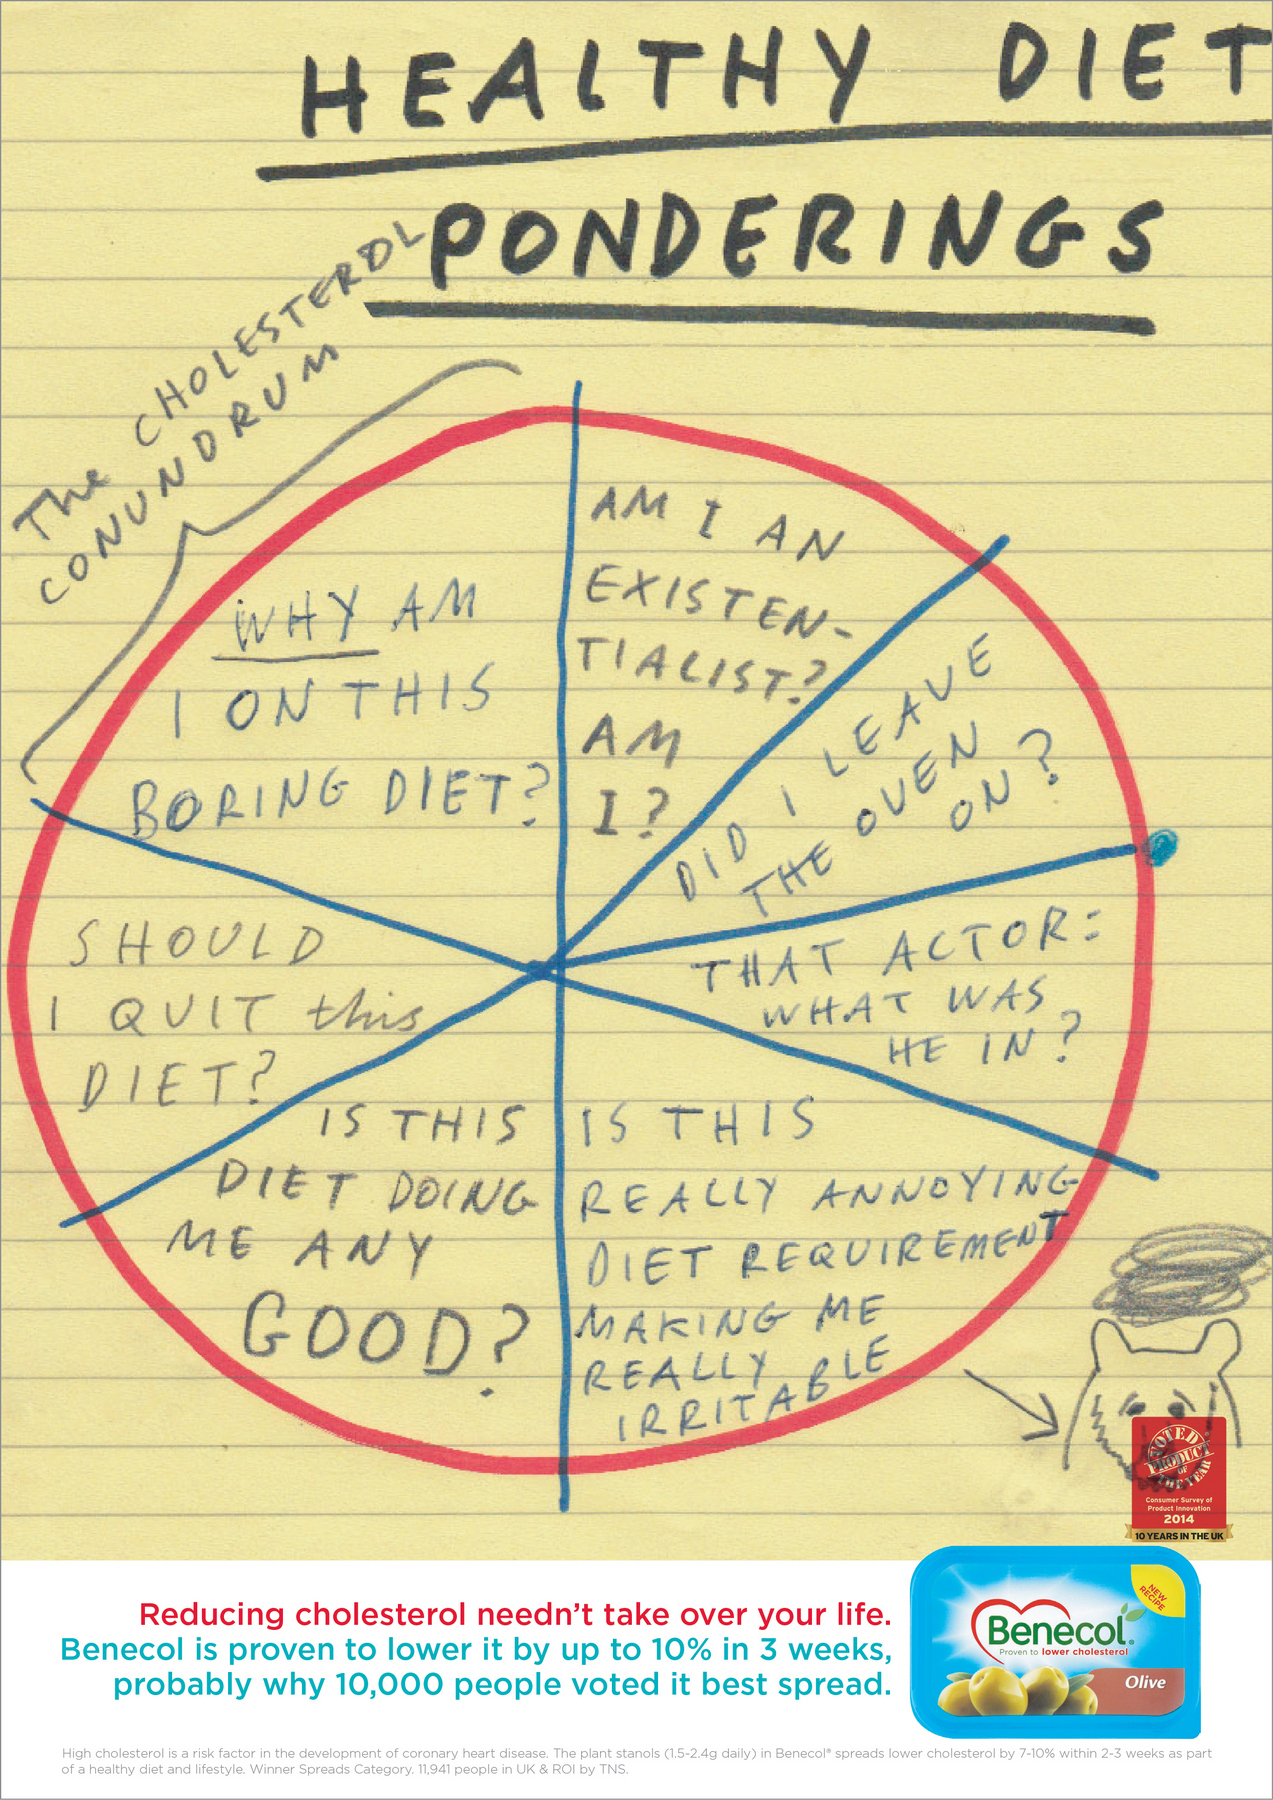 HEALTHY DIET
PONDERINGS
The CHOLESTEROL
CONUNDRUM
WHY AM
I ON THIS
BORING DIET?
AM I AN
EXISTEN-
TIALIST?
AM
I?
DID I LEAVE
THE OVEN
ON?
THAT ACTOR:
WHAT WAS
HE IN?
SHOULD
I QUIT this
DIET?
IS THIS
DIET DOING
ME ANY
GOOD?
IS THIS
REALLY ANNOYING
DIET REQUIREMENT
MAKING ME
REALLY
IRRITABLE
VOTED
PRODUCT
OF
THE YEAR
Consumer Survey of
Product Innovation
2014
10 YEARS IN THE UK
Reducing cholesterol needn't take over your life.
Benecol is proven to lower it by up to 10% in 3 weeks,
probably why 10,000 people voted it best spread.
NEW
RECIPE
Benecol®
Proven to lower cholesterol
Olive
High cholesterol is a risk factor in the development of coronary heart disease. The plant stanols (1.5-2.4g daily) in Benecol® spreads lower cholesterol by 7-10% within 2-3 weeks as part
of a healthy diet and lifestyle. Winner Spreads Category. 11,941 people in UK & ROI by TNS.